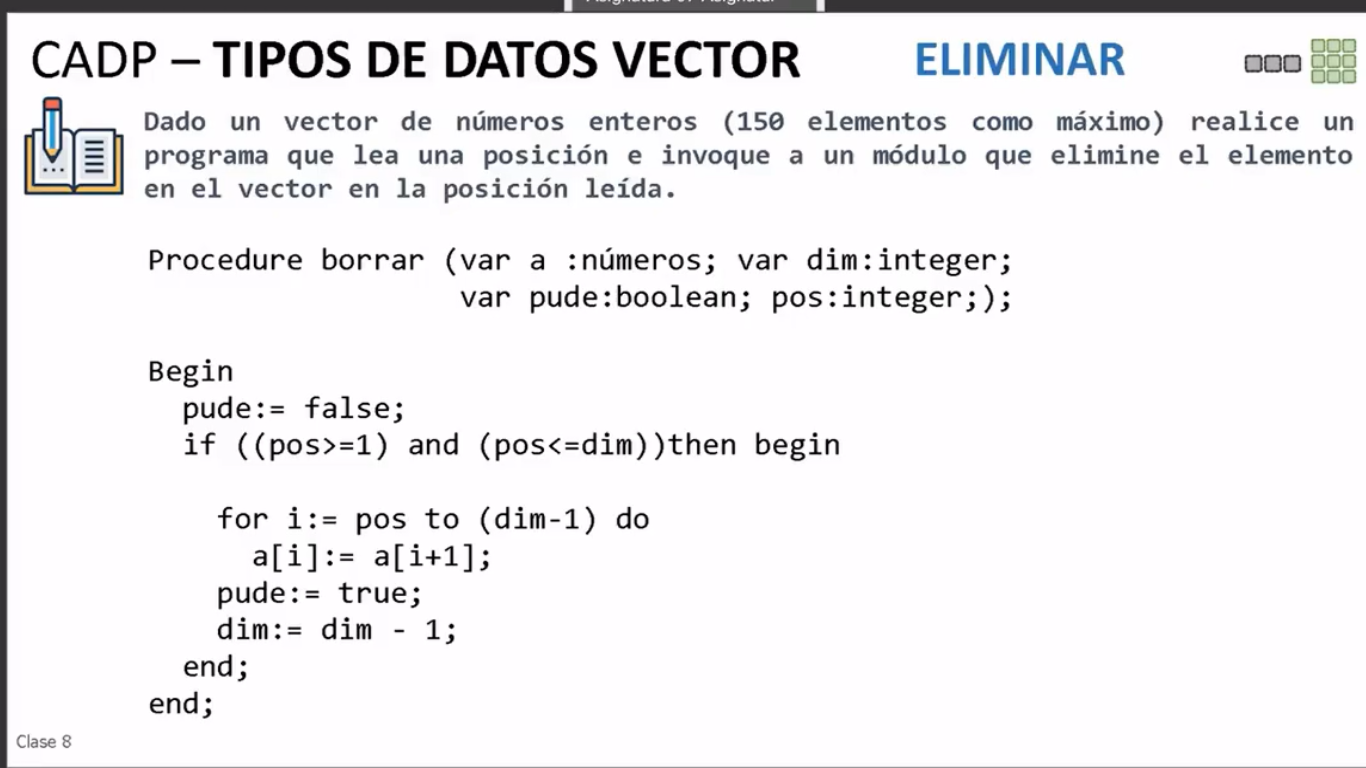 CADP – TIPOS DE DATOS VECTOR ELIMINAR
Dado un vector de números enteros (150 elementos como máximo) realice un
programa que lea una posición e invoque a un módulo que elimine el elemento
en el vector en la posición leída.
Procedure borrar (var a :números; var dim:integer;
var pude:boolean; pos:integer;);
Begin
pude:= false;
if ((pos>=1) and (pos<=dim))then begin
for i:= pos to (dim-1) do
a[i]:= a[i+1];
pude:= true;
dim:= dim - 1;
end;
end;
Clase 8